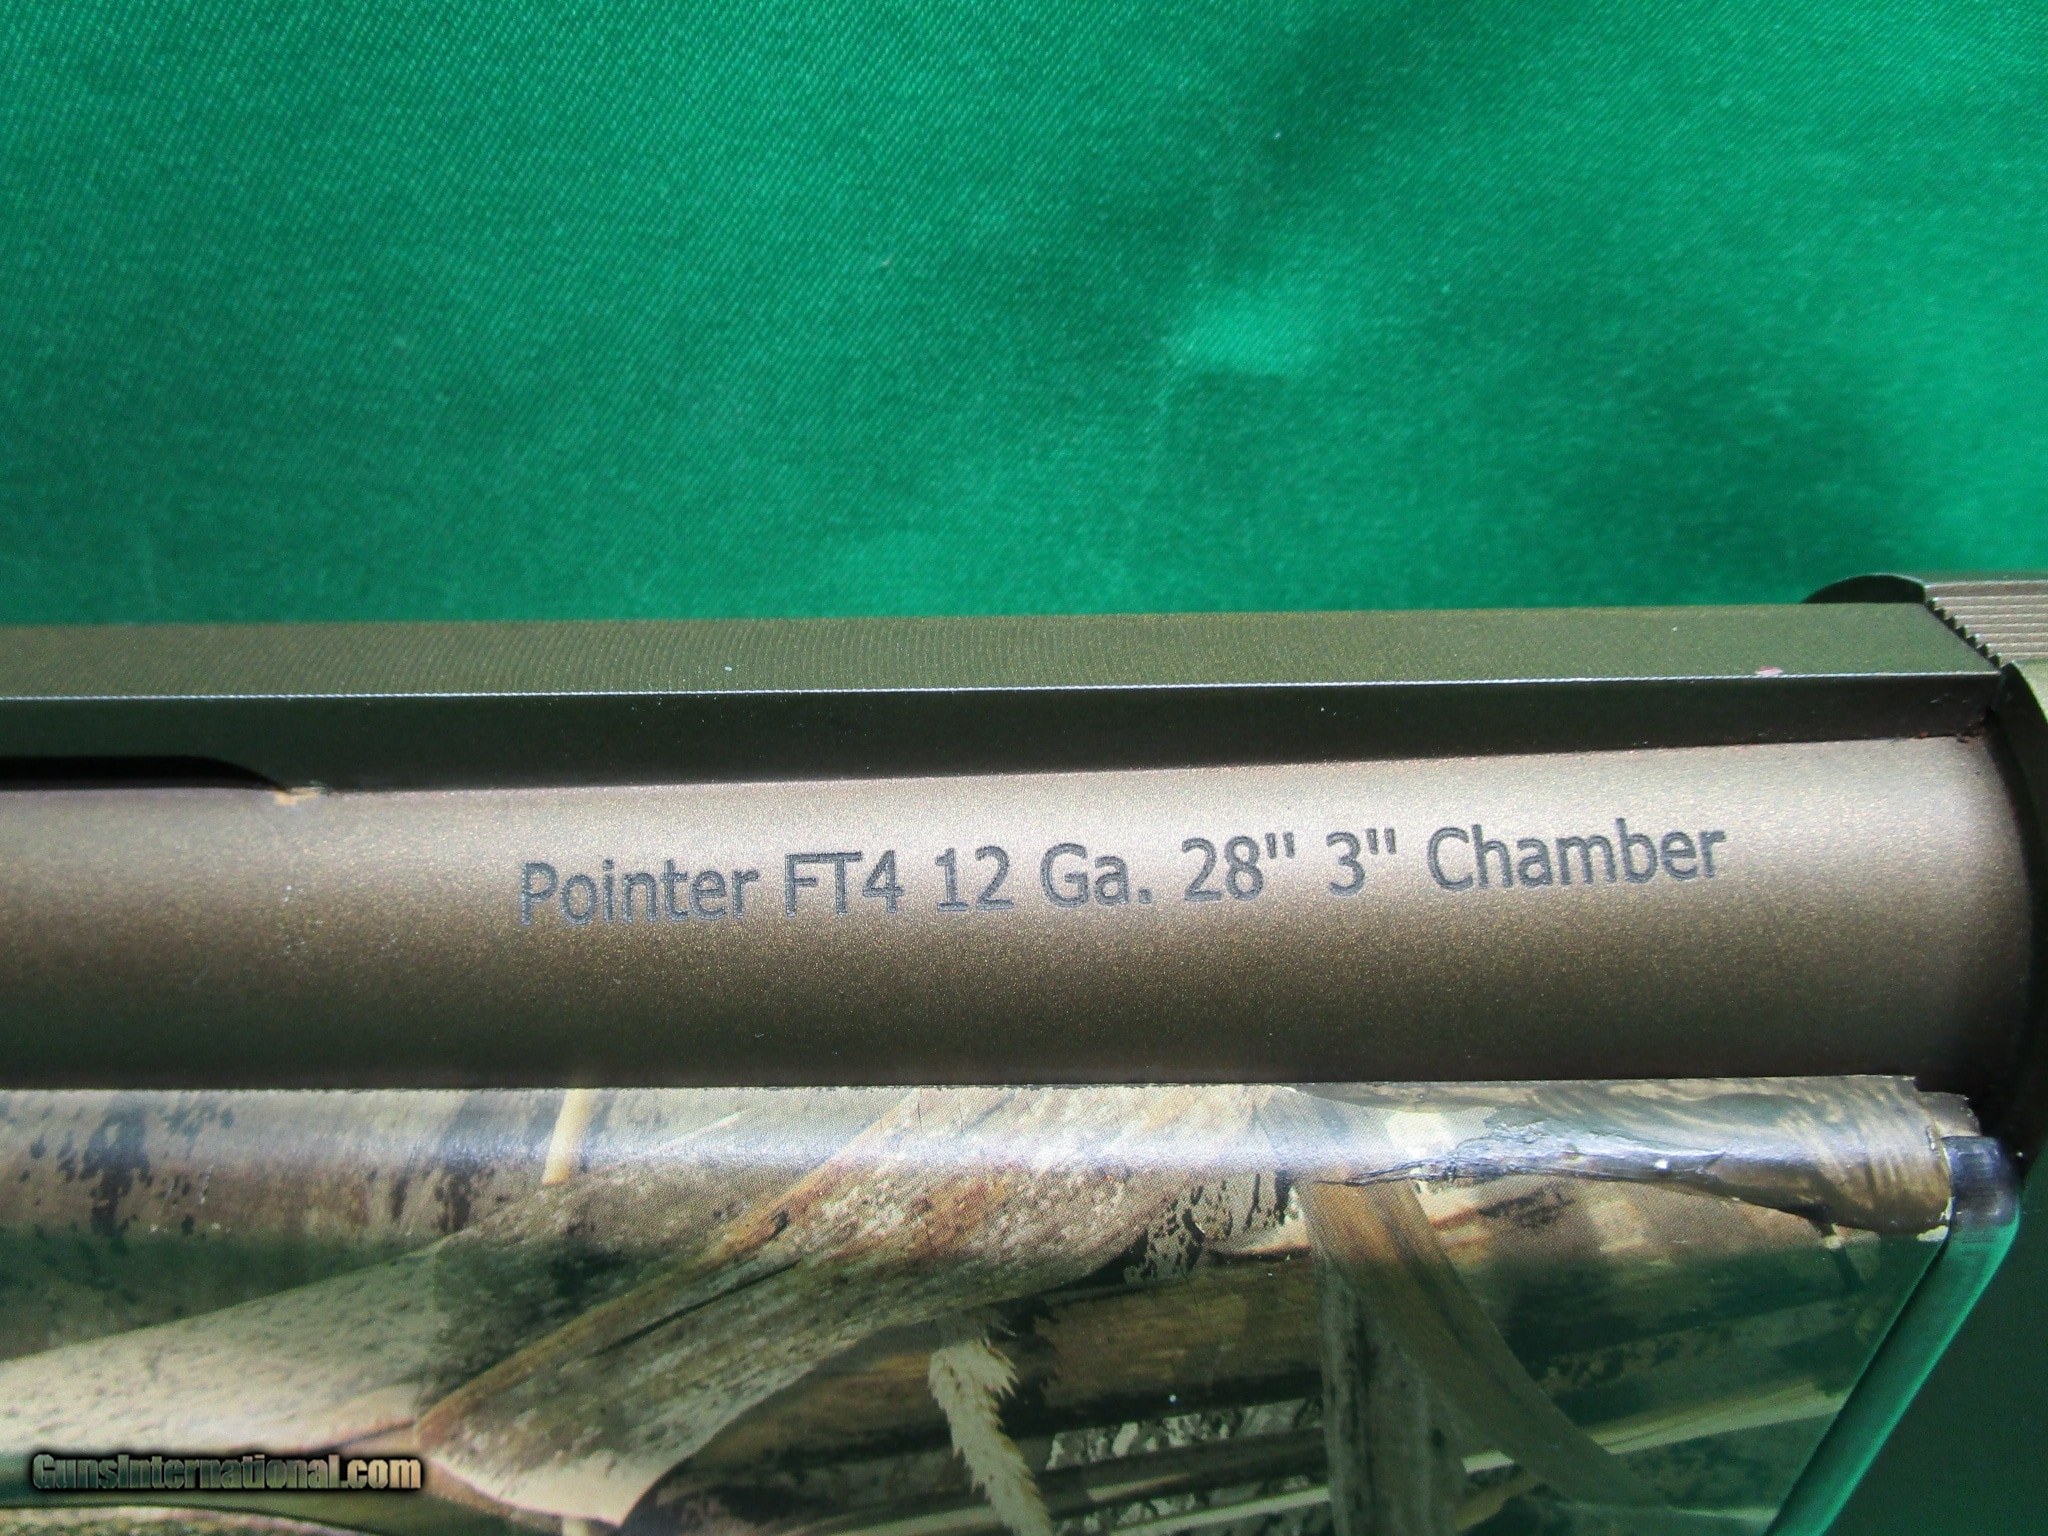 Pointer FT4 12 Ga. 28" 3" Chamber
GunsInternational.com